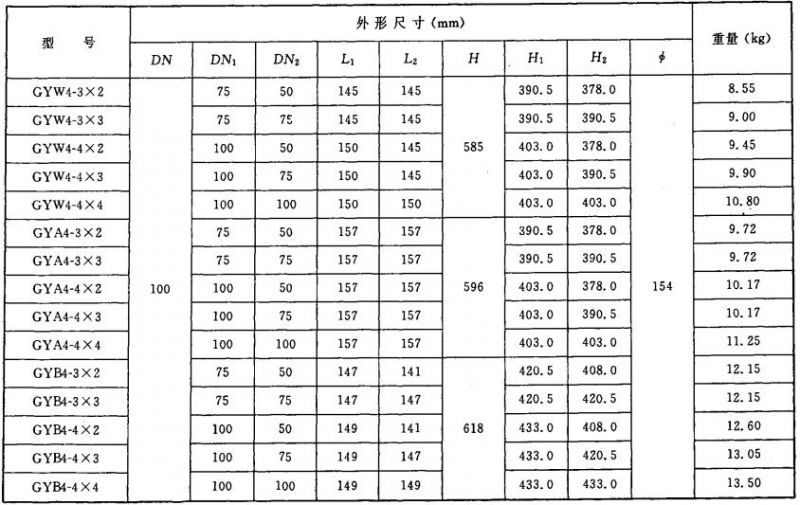 型 号 外形尺寸(mm) 重量(kg)
DN DN₁ DN₂ L₁ L₂ H H₁ H₂ ϕ
GYW4-3×2 75 50 145 145 390.5 378.0 8.55
GYW4-3×3 75 75 145 145 390.5 390.5 9.00
GYW4-4×2 100 50 150 145 585 403.0 378.0 9.45
GYW4-4×3 100 75 150 145 403.0 390.5 9.90
GYW4-4×4 100 100 150 150 403.0 403.0 10.80
GYA4-3×2 75 50 157 157 390.5 378.0 9.72
GYA4-3×3 75 75 157 157 390.5 390.5 9.72
GYA4-4×2 100 100 50 157 157 596 403.0 378.0 154 10.17
GYA4-4×3 100 75 157 157 403.0 390.5 10.17
GYA4-4×4 100 100 157 157 403.0 403.0 11.25
GYB4-3×2 75 50 147 141 420.5 408.0 12.15
GYB4-3×3 75 75 147 147 420.5 420.5 12.15
GYB4-4×2 100 50 149 141 618 433.0 408.0 12.60
GYB4-4×3 100 75 149 147 433.0 420.5 13.05
GYB4-4×4 100 100 149 149 433.0 433.0 13.50